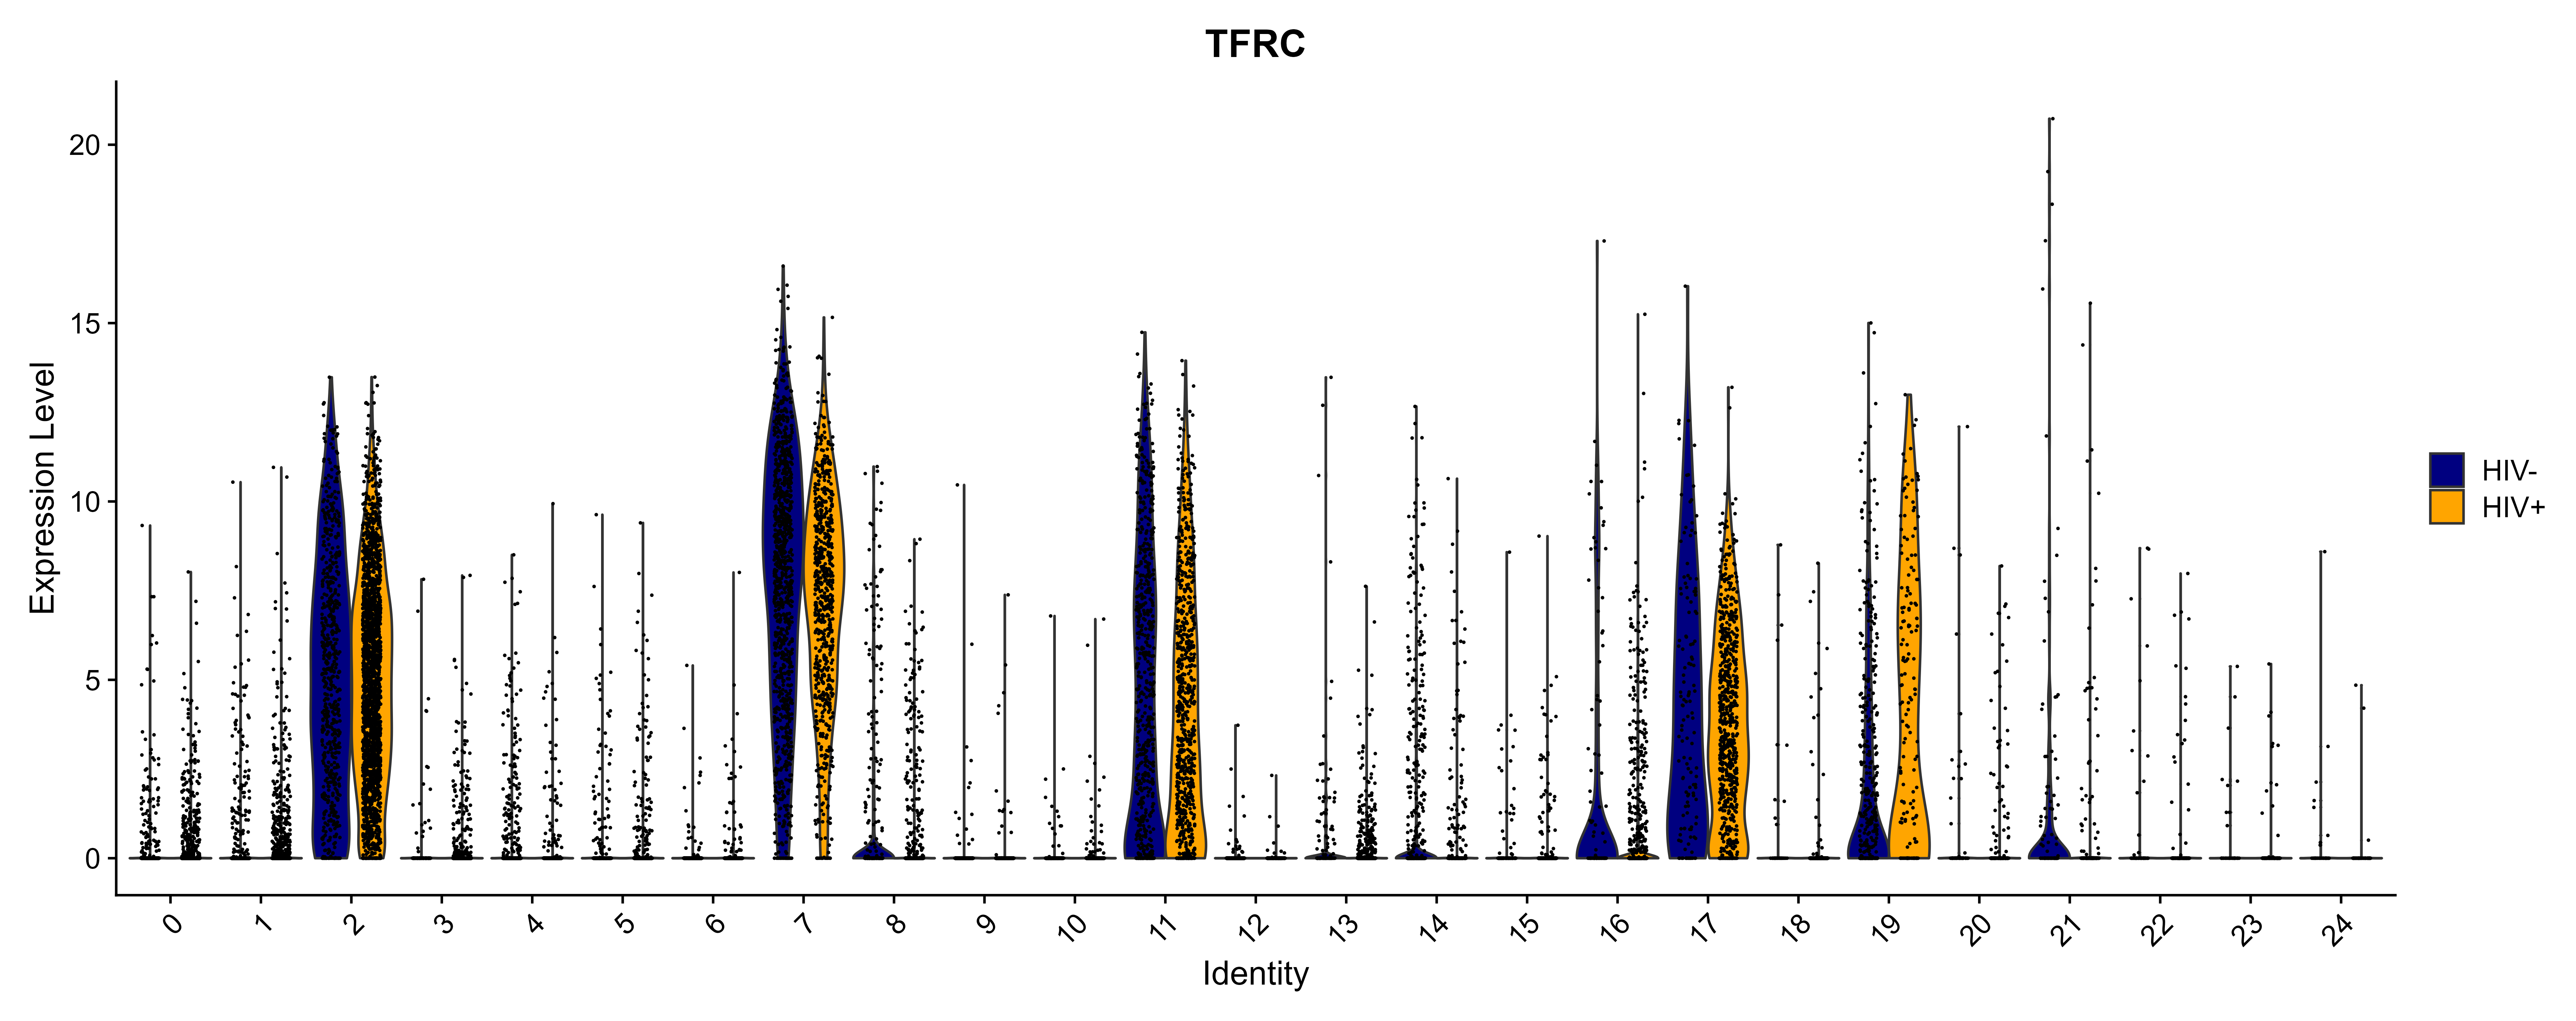 TFRC
Expression Level
20
15
10
5
0
0 1 2 3 4 5 6 7 8 9 10 11 12 13 14 15 16 17 18 19 20 21 22 23 24
Identity
HIV-
HIV+